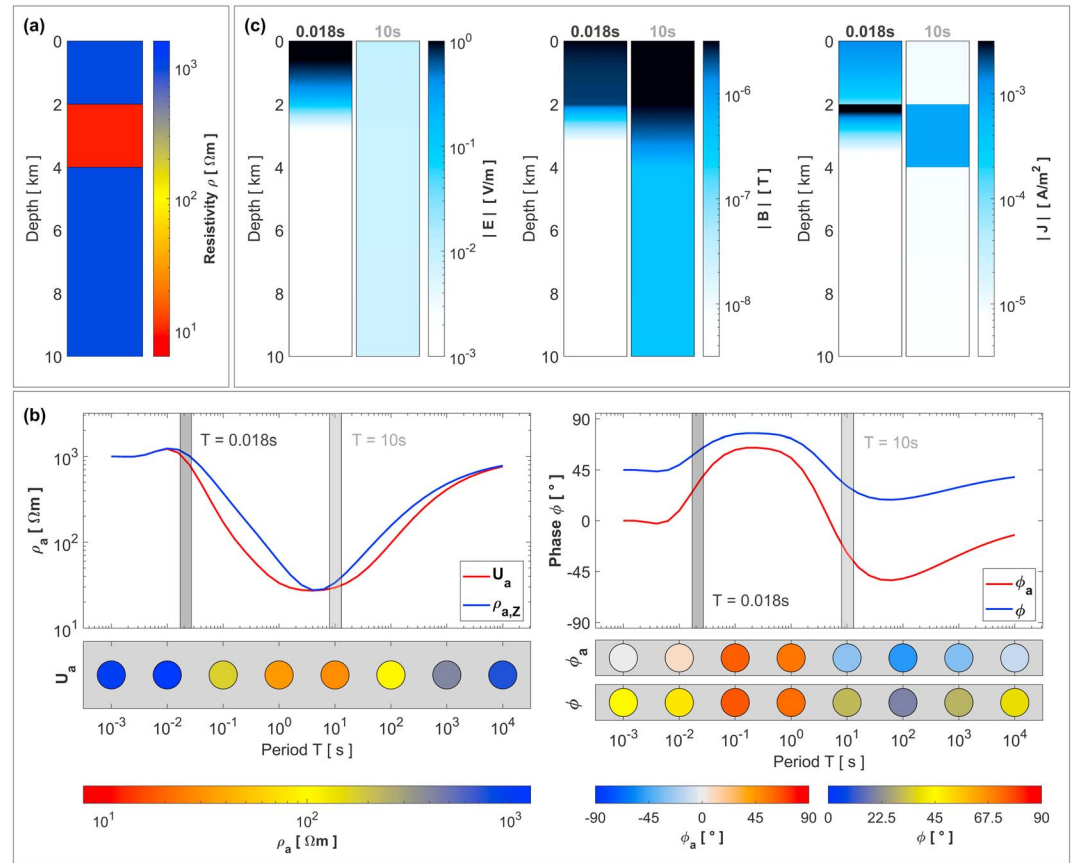 (a)
0
2
4
6
8
10
Depth [ km ]
10³
10²
10¹
Resistivity ρ [ Ωm ]
(c)
0.018s 10s
0
2
4
6
8
10
Depth [ km ]
10⁰
10⁻¹
10⁻²
10⁻³
| E | [ V/m ]
0.018s 10s
0
2
4
6
8
10
Depth [ km ]
10⁻⁶
10⁻⁷
10⁻⁸
| B | [ T ]
0.018s 10s
0
2
4
6
8
10
Depth [ km ]
10⁻³
10⁻⁴
10⁻⁵
| J | [ A/m² ]
(b)
10³
10²
10¹
ρₐ [ Ωm ]
T = 0.018s
T = 10s
Uₐ
ρa,Z
Uₐ
10⁻³ 10⁻² 10⁻¹ 10⁰ 10¹ 10² 10³ 10⁴
Period T [ s ]
10¹ 10² 10³
ρₐ [ Ωm ]
90
45
0
-45
-90
Phase ϕ [ ° ]
T = 10s
T = 0.018s
ϕₐ
ϕ
ϕₐ
ϕ
10⁻³ 10⁻² 10⁻¹ 10⁰ 10¹ 10² 10³ 10⁴
Period T [ s ]
-90 -45 0 45 90
ϕₐ [ ° ]
0 22.5 45 67.5 90
ϕ [ ° ]